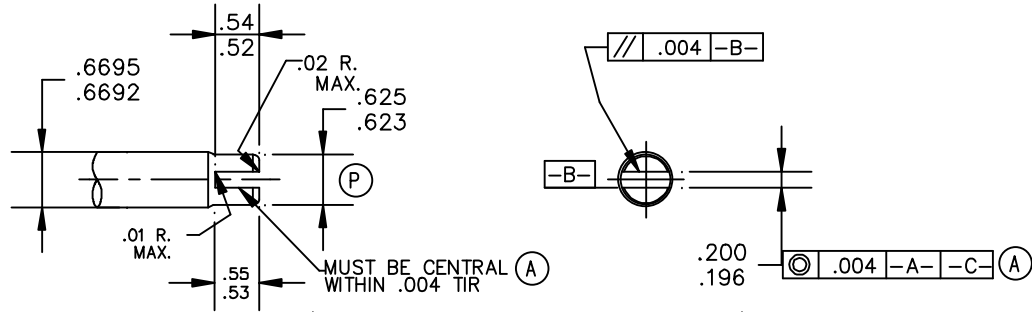 .54
.52
.02 R.
MAX.
.6695
.6692
.625
.623
P
.01 R.
MAX.
.55
.53
MUST BE CENTRAL A
WITHIN .004 TIR
// .004 -B-
-B-
.200
.196
◎ .004 -A- -C- A